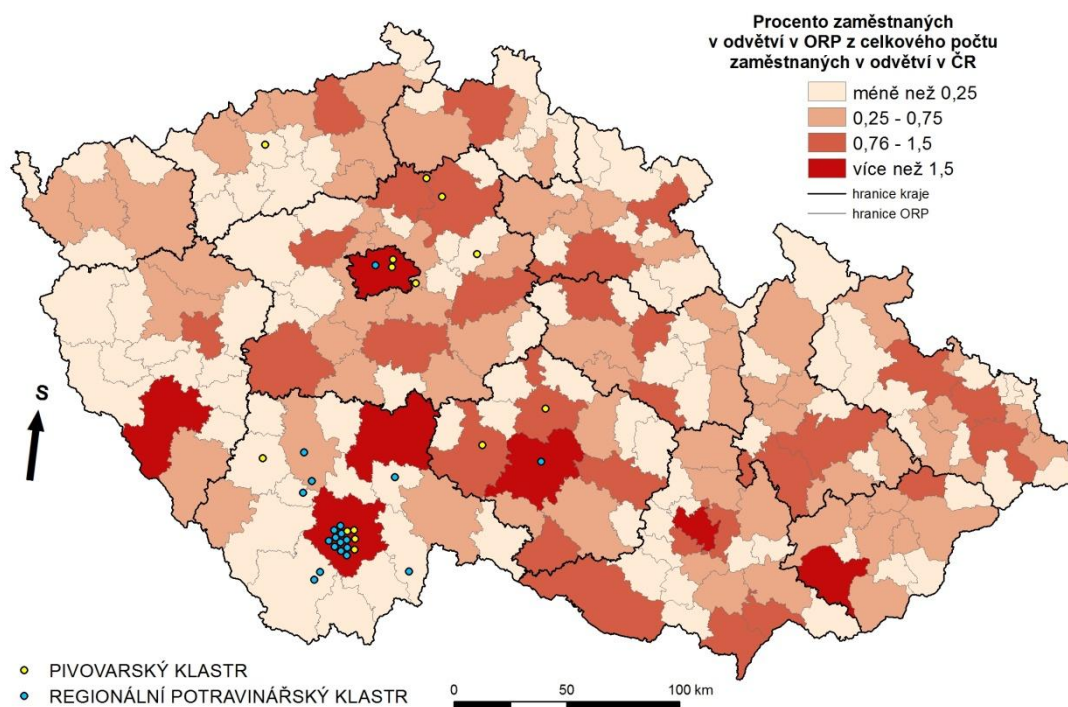 Procento zaměstnaných
v odvětví v ORP z celkového počtu
zaměstnaných v odvětví v ČR
méně než 0,25
0,25 - 0,75
0,76 - 1,5
více než 1,5
hranice kraje
hranice ORP
S
PIVOVARSKÝ KLASTR
REGIONÁLNÍ POTRAVINÁŘSKÝ KLASTR
0 50 100 km